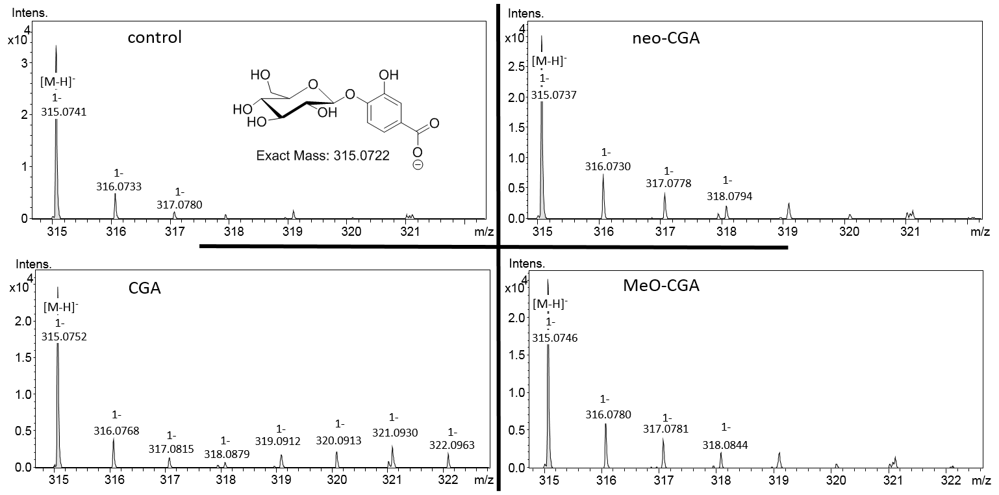 Intens.
x10
4
control
3
2
1
0
[M-H]-
1-
315.0741
1-
316.0733
1-
317.0780
HO
O
OH
O
HO
HO
OH
O
O
Exact Mass: 315.0722
315 316 317 318 319 320 321 m/z
Intens.
x10
4
neo-CGA
2.5
2.0
1.5
1.0
0.5
0.0
[M-H]-
1-
315.0737
1-
316.0730
1-
317.0778
1-
318.0794
315 316 317 318 319 320 321 m/z
Intens.
x10
4
CGA
2.0
1.5
1.0
0.5
0.0
[M-H]-
1-
315.0752
1-
316.0768
1-
317.0815
1-
318.0879
1-
319.0912
1-
320.0913
1-
321.0930
1-
322.0963
315 316 317 318 319 320 321 322 m/z
Intens.
x10
4
MeO-CGA
2.0
1.5
1.0
0.5
0.0
[M-H]-
1-
315.0746
1-
316.0780
1-
317.0781
1-
318.0844
315 316 317 318 319 320 321 322 m/z